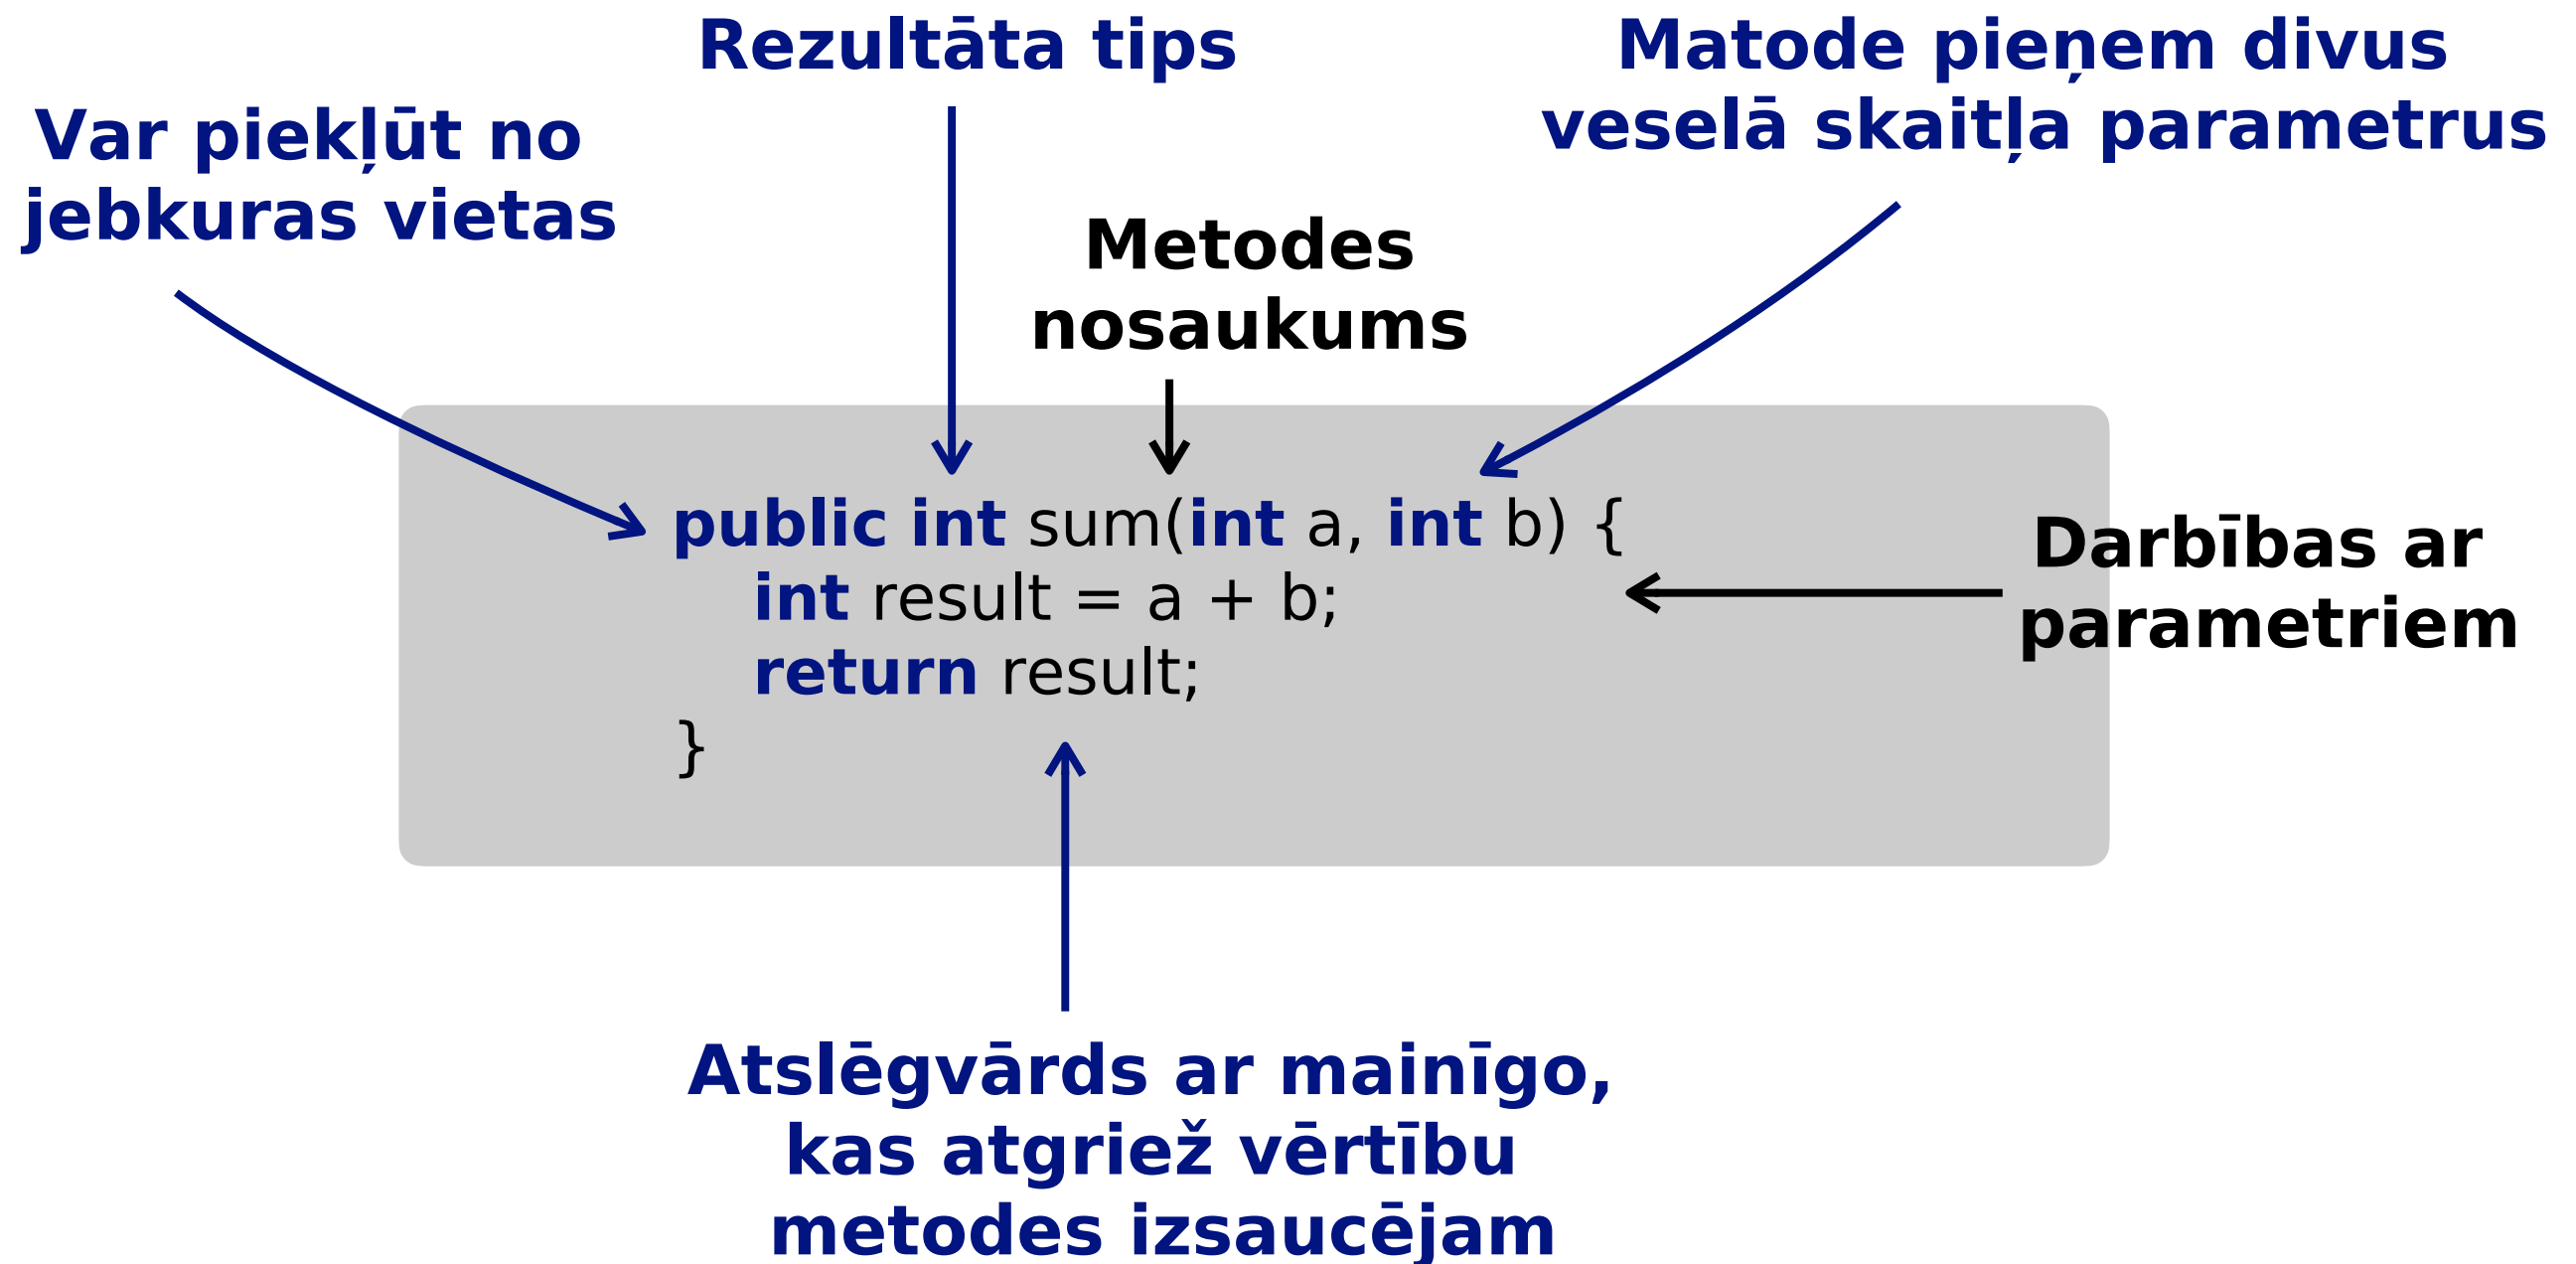 Rezultāta tips
Matode pieņem divus
veselā skaitļa parametrus
Var piekļūt no
jebkuras vietas
Metodes
nosaukums
public int sum(int a, int b) {
int result = a + b;
return result;
}
Darbības ar
parametriem
Atslēgvārds ar mainīgo,
kas atgriež vērtību
metodes izsaucējam